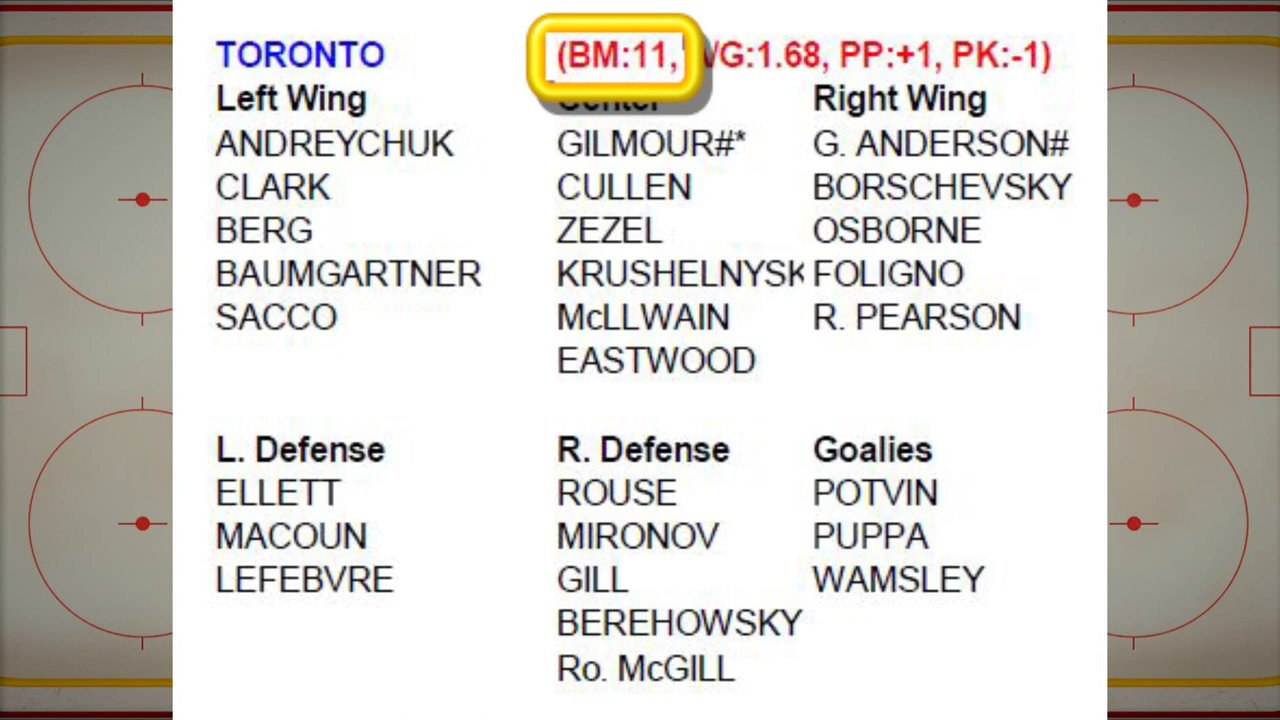 TORONTO (BM:11, VG:1.68, PP:+1, PK:-1)
Left Wing Center Right Wing
ANDREYCHUK GILMOUR#* G. ANDERSON#
CLARK CULLEN BORSCHEVSKY
BERG ZEZEL OSBORNE
BAUMGARTNER KRUSHELNYSK FOLIGNO
SACCO McLLWAIN R. PEARSON
EASTWOOD
L. Defense R. Defense Goalies
ELLETT ROUSE POTVIN
MACOUN MIRONOV PUPPA
LEFEBVRE GILL WAMSLEY
BEREHOWSKY
Ro. McGILL